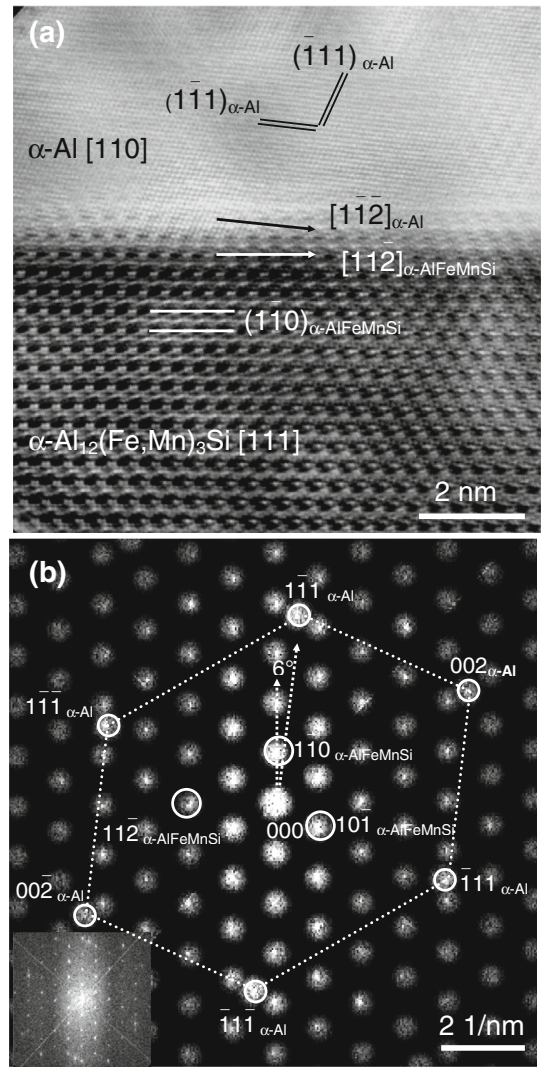 (a)
(1̄11) α-Al
(11̄1)α-Al
α-Al [110]
[11̄2̄]α-Al
[112̄]α-AlFeMnSi
(11̄0)α-AlFeMnSi
α-Al₁₂(Fe,Mn)₃Si [111]
2 nm
(b)
11̄1 α-Al
6°
002α-Al
11̄1̄ α-Al
11̄0 α-AlFeMnSi
000
101̄ α-AlFeMnSi
112̄ α-AlFeMnSi
002̄ α-Al
1̄11 α-Al
1̄11̄ α-Al
2 1/nm